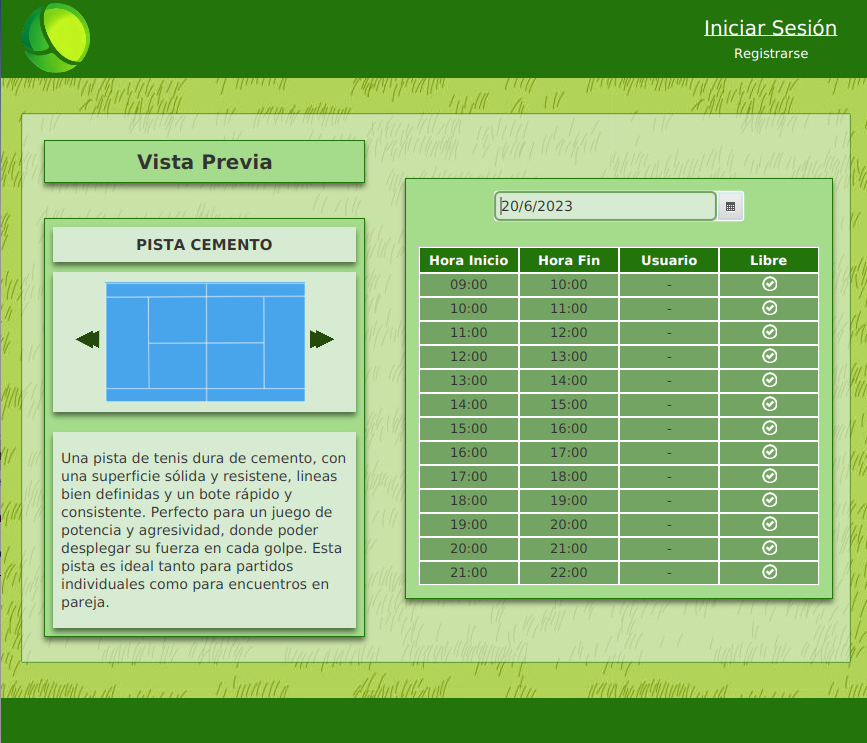 Iniciar Sesión
Registrarse
Vista Previa
PISTA CEMENTO
Una pista de tenis dura de cemento, con
una superficie sólida y resistene, lineas
bien definidas y un bote rápido y
consistente. Perfecto para un juego de
potencia y agresividad, donde poder
desplegar su fuerza en cada golpe. Esta
pista es ideal tanto para partidos
individuales como para encuentros en
pareja.
20/6/2023
Hora Inicio Hora Fin Usuario Libre
09:00 10:00 -
10:00 11:00 -
11:00 12:00 -
12:00 13:00 -
13:00 14:00 -
14:00 15:00 -
15:00 16:00 -
16:00 17:00 -
17:00 18:00 -
18:00 19:00 -
19:00 20:00 -
20:00 21:00 -
21:00 22:00 -